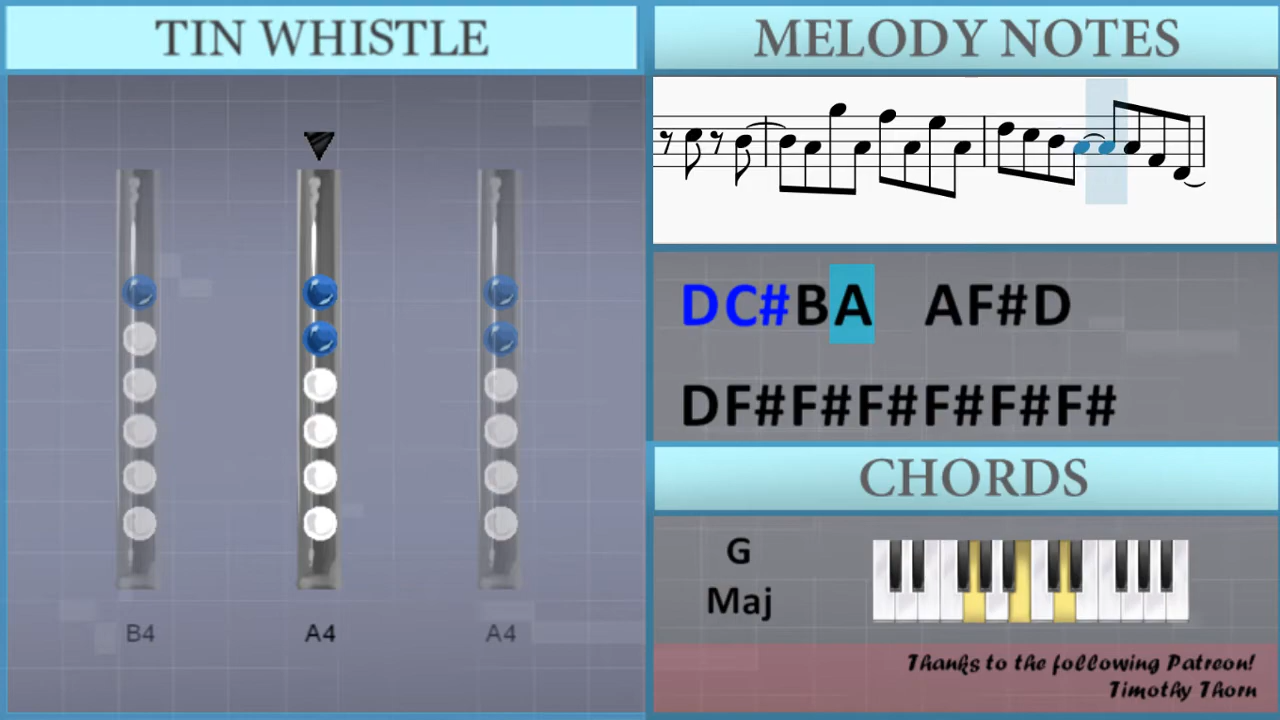 TIN WHISTLE
B4
A4
A4
MELODY NOTES
DC#BA AF#D
DF#F#F#F#F#F#
CHORDS
G
Maj
Thanks to the following Patreon!
Timothy Thorn